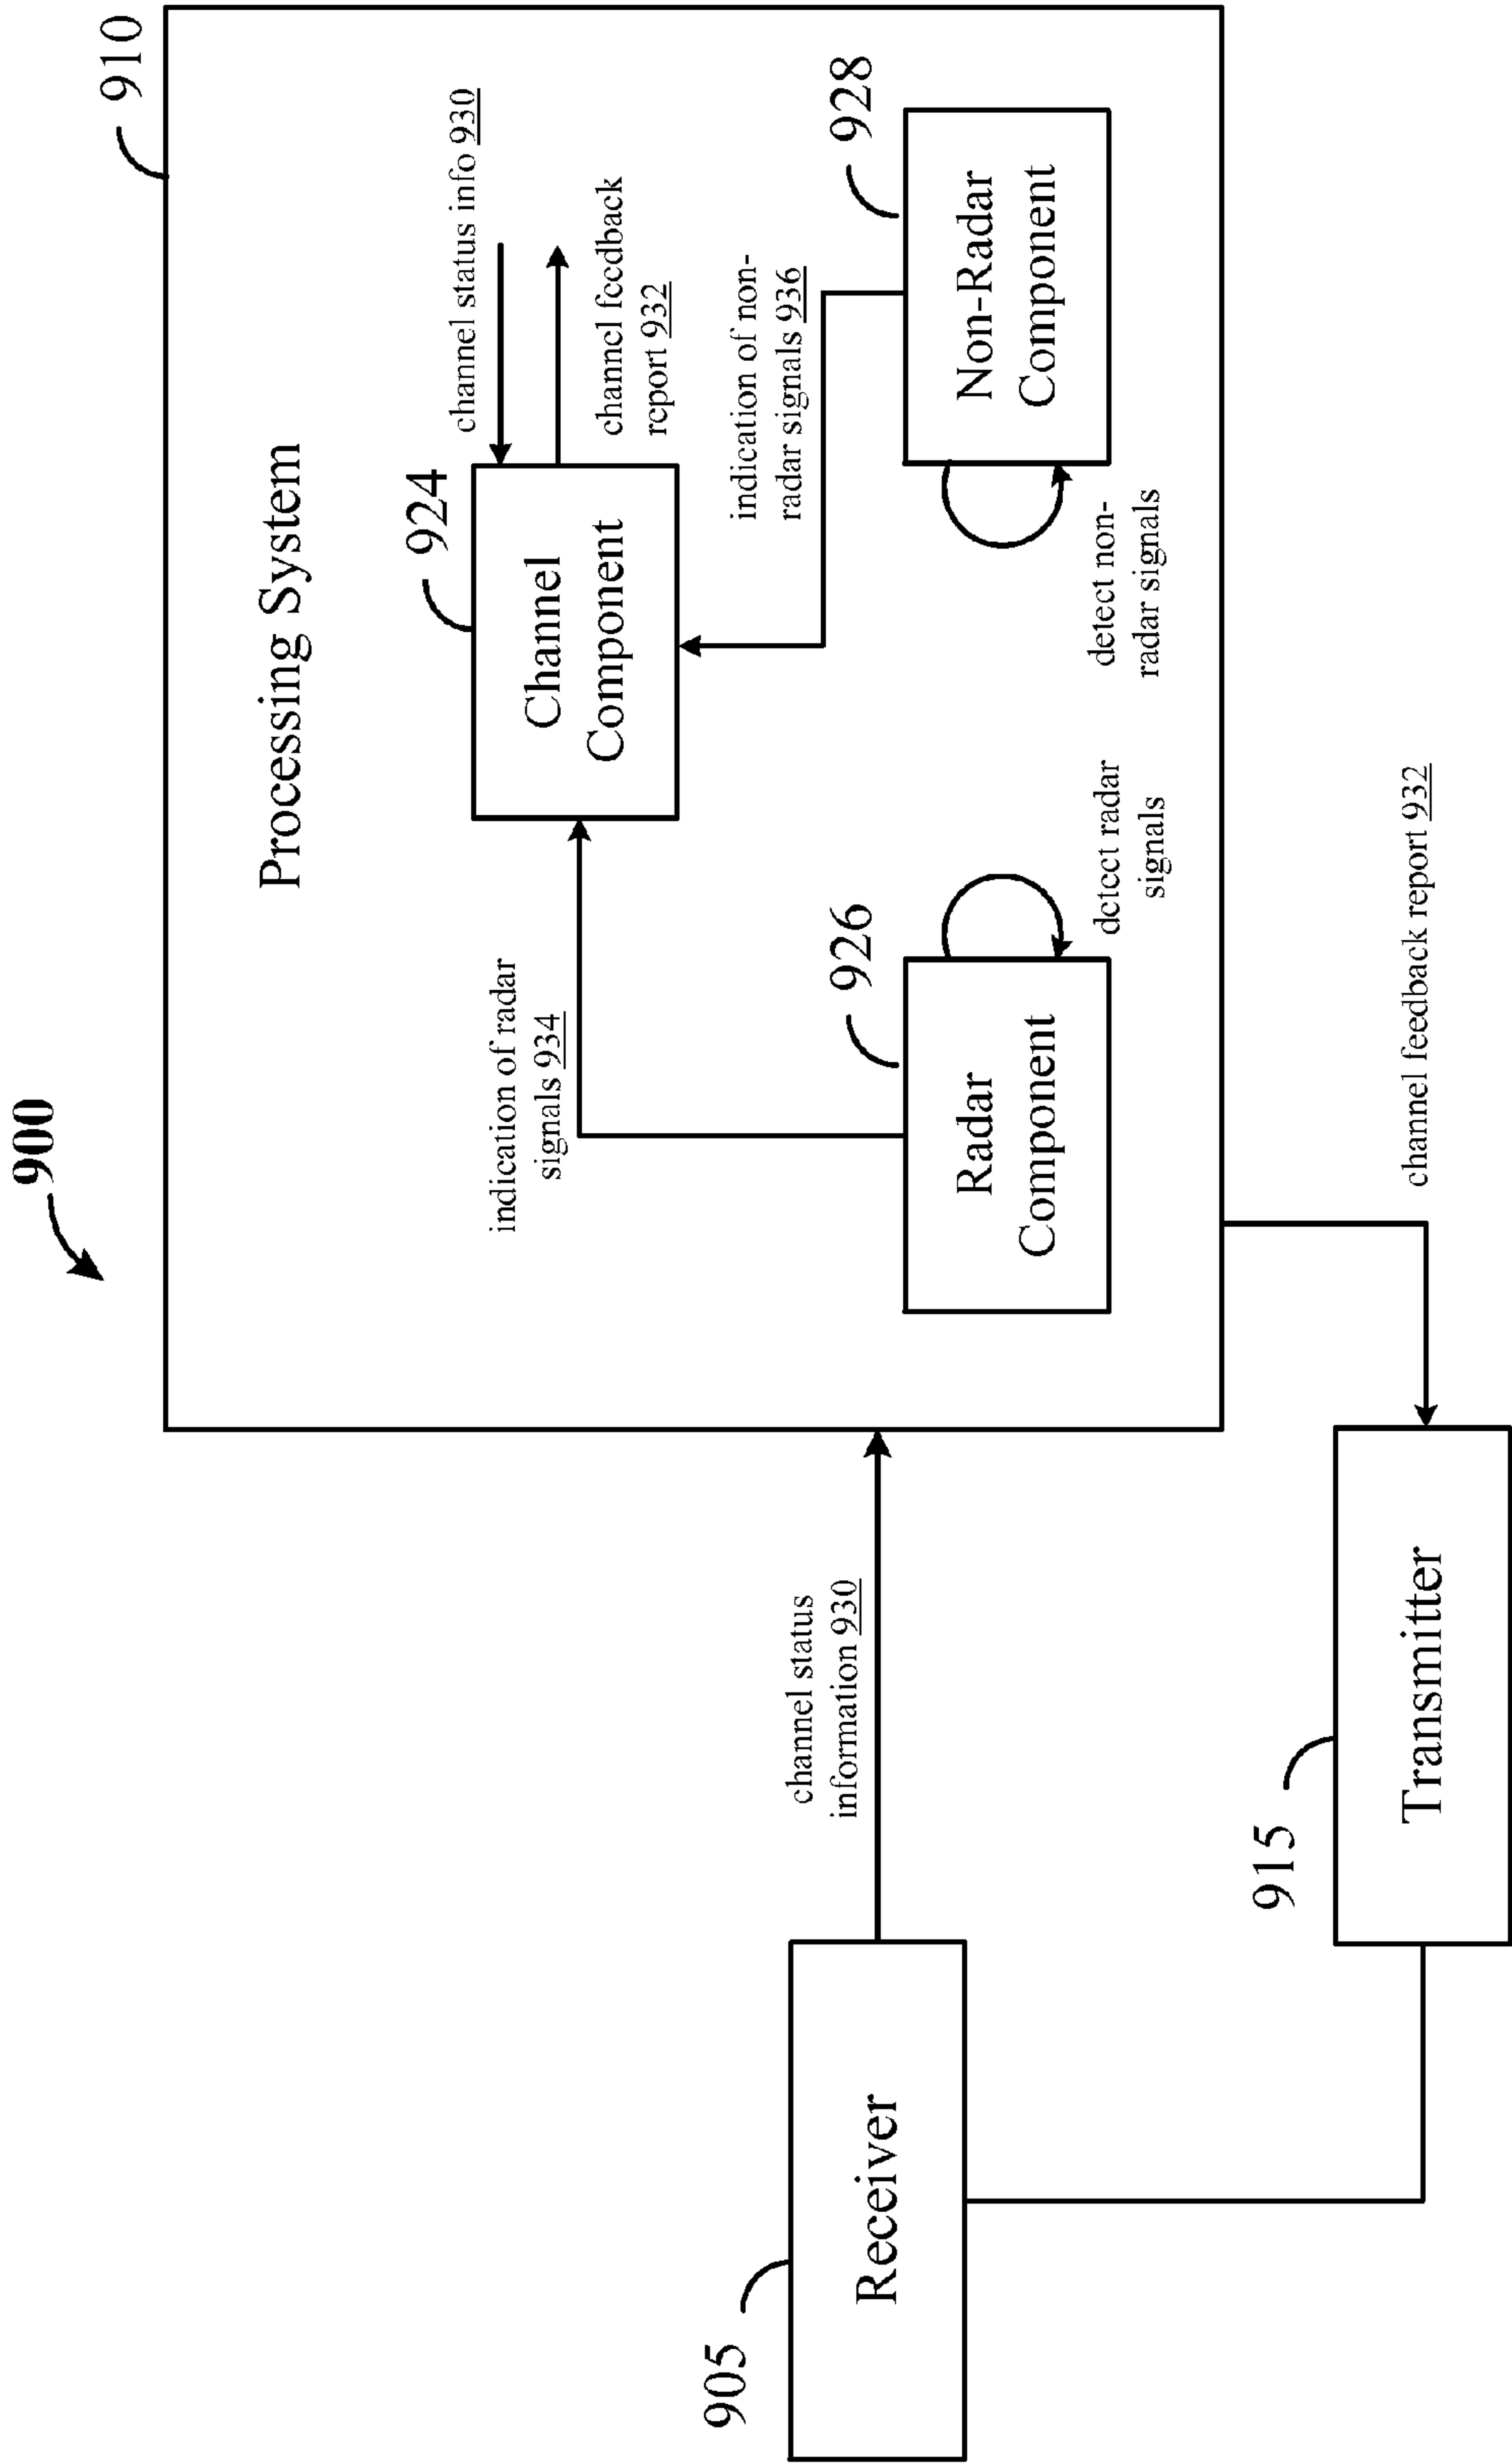 900
910
Processing System
924
Channel
Component
channel status info 930
channel feedback
report 932
indication of radar
signals 934
indication of non-
radar signals 936
926
Radar
Component
detect radar
signals
928
Non-Radar
Component
detect non-
radar signals
905
Receiver
channel status
information 930
915
Transmitter
channel feedback report 932